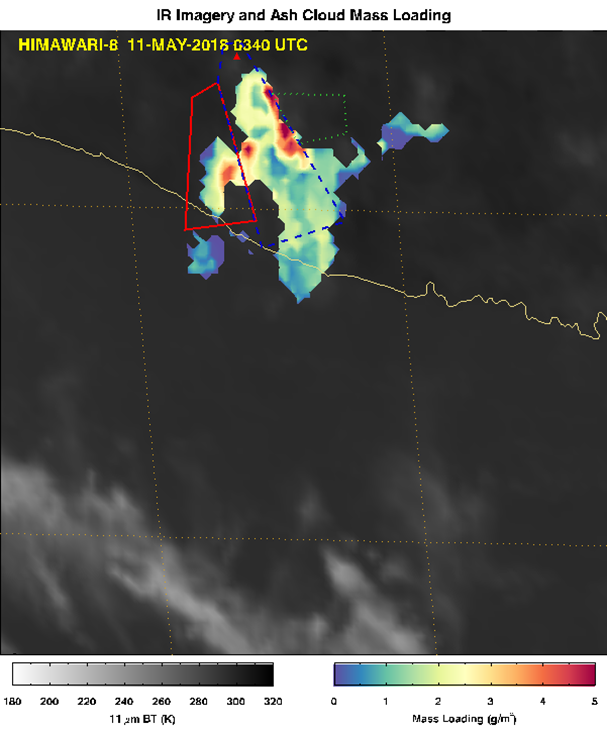 IR Imagery and Ash Cloud Mass Loading
HIMAWARI-8 11-MAY-2018 0340 UTC
180 200 220 240 260 280 300 320
11 μm BT (K)
0 1 2 3 4 5
Mass Loading (g/m²)